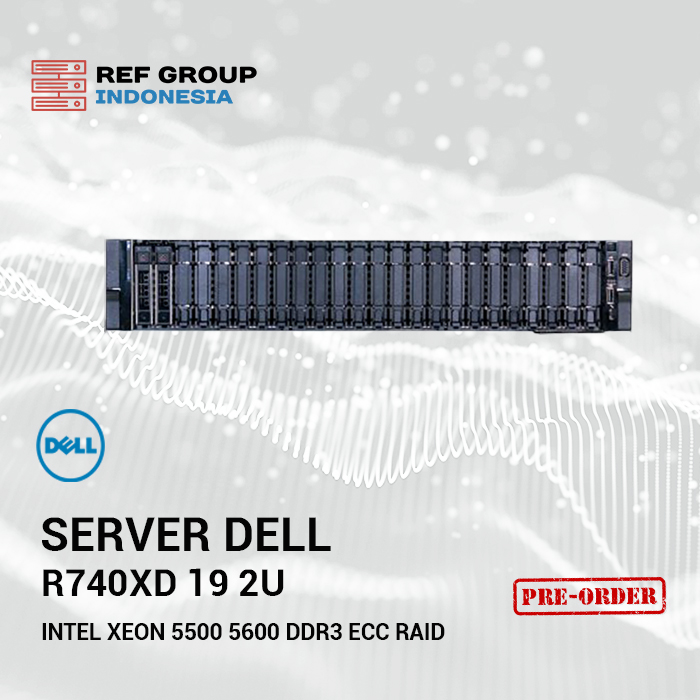 REF GROUP
INDONESIA
DELL
SERVER DELL
R740XD 19 2U
PRE-ORDER
INTEL XEON 5500 5600 DDR3 ECC RAID